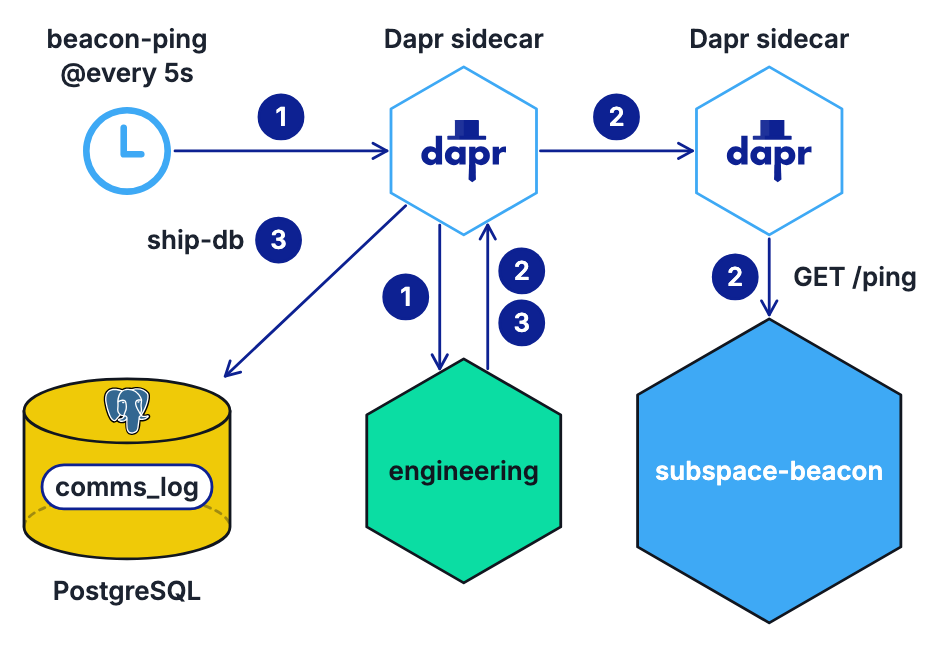 beacon-ping
@every 5s
Dapr sidecar
Dapr sidecar
1
2
dapr
dapr
ship-db
3
1
2
3
2
GET /ping
comms_log
engineering
subspace-beacon
PostgreSQL